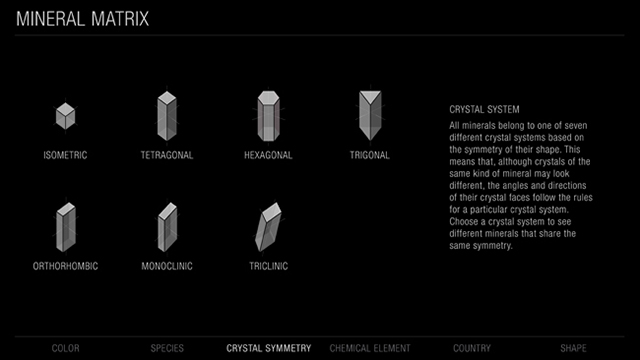 MINERAL MATRIX
ISOMETRIC
TETRAGONAL
HEXAGONAL
TRIGONAL
ORTHORHOMBIC
MONOCLINIC
TRICLINIC
CRYSTAL SYSTEM
All minerals belong to one of seven
different crystal systems based on
the symmetry of their shape. This
means that, although crystals of the
same kind of mineral may look
different, the angles and directions
of their crystal faces follow the rules
for a particular crystal system.
Choose a crystal system to see
different minerals that share the
same symmetry.
COLOR
SPECIES
CRYSTAL SYMMETRY
CHEMICAL ELEMENT
COUNTRY
SHAPE